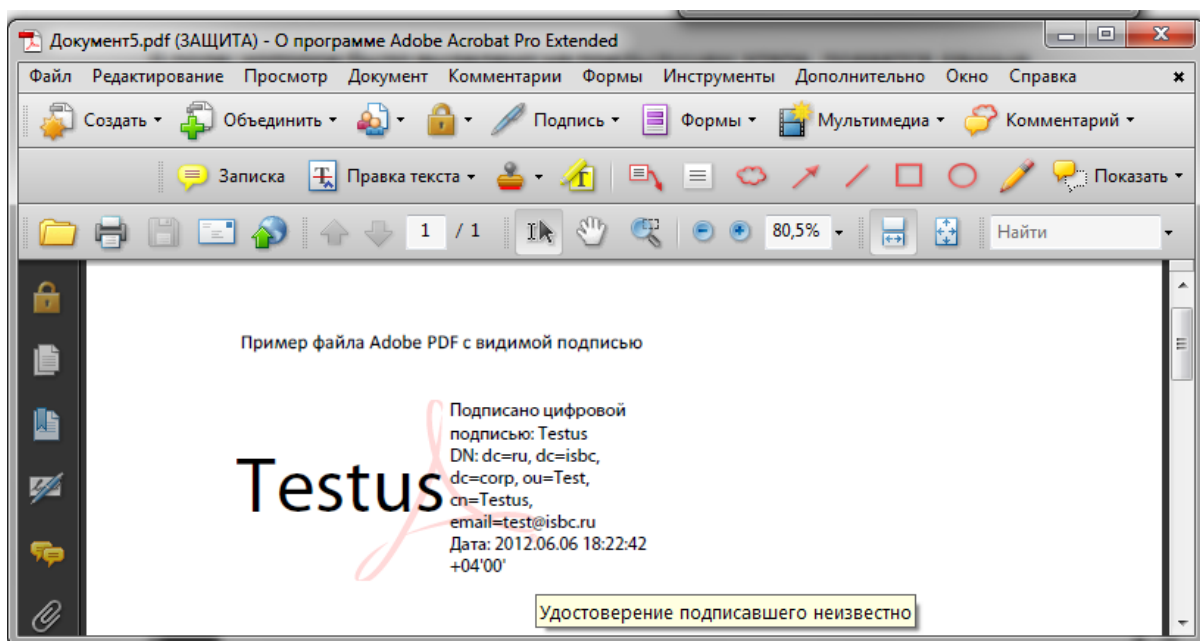 Документ5.pdf (ЗАЩИТА) - О программе Adobe Acrobat Pro Extended
Файл Редактирование Просмотр Документ Комментарии Формы Инструменты Дополнительно Окно Справка
Создать Объединить Подпись Формы Мультимедиа Комментарий
Записка Правка текста Показать
1 / 1 80,5% Найти
Пример файла Adobe PDF с видимой подписью
Testus
Подписано цифровой
подписью: Testus
DN: dc=ru, dc=isbc,
dc=corp, ou=Test,
cn=Testus,
email=test@isbc.ru
Дата: 2012.06.06 18:22:42
+04'00'
Удостоверение подписавшего неизвестно